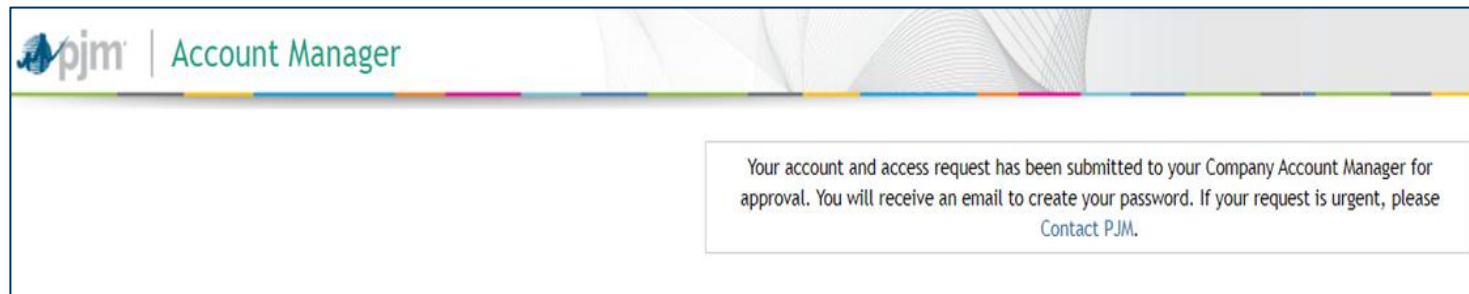 pjm Account Manager
Your account and access request has been submitted to your Company Account Manager for
approval. You will receive an email to create your password. If your request is urgent, please
Contact PJM.